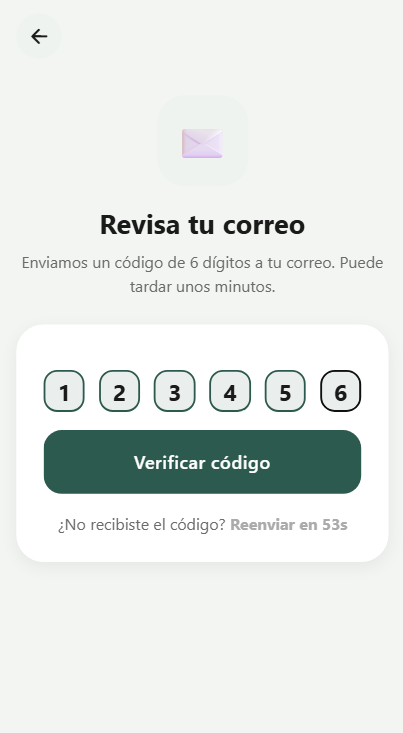 Revisa tu correo
Enviamos un código de 6 dígitos a tu correo. Puede
tardar unos minutos.
1 2 3 4 5 6
Verificar código
¿No recibiste el código? Reenviar en 53s